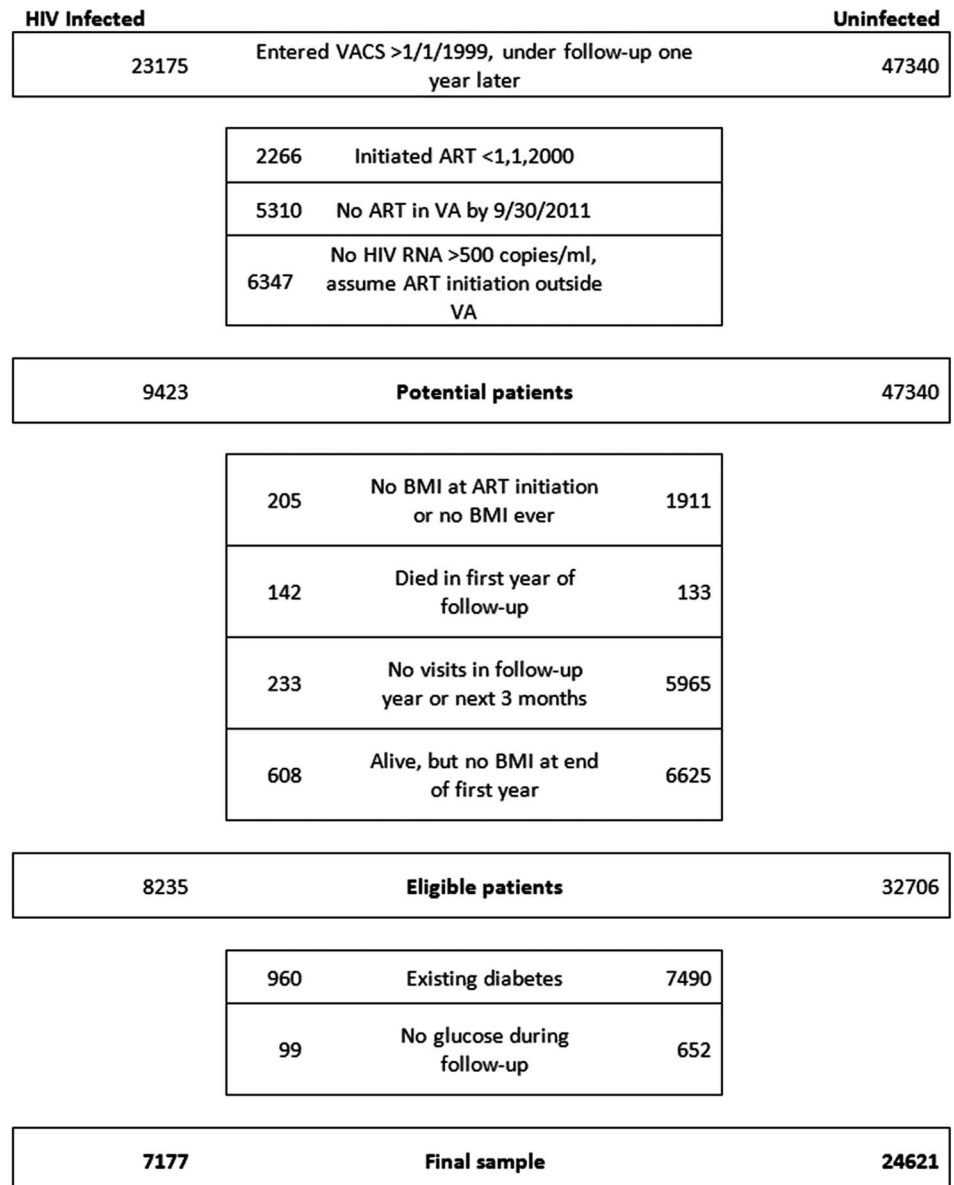 HIV Infected Uninfected
23175 Entered VACS >1/1/1999, under follow-up one 47340
year later
2266 Initiated ART <1,1,2000
5310 No ART in VA by 9/30/2011
No HIV RNA >500 copies/ml,
6347 assume ART initiation outside
VA
9423 Potential patients 47340
205 No BMI at ART initiation 1911
or no BMI ever
142 Died in first year of 133
follow-up
233 No visits in follow-up 5965
year or next 3 months
608 Alive, but no BMI at end 6625
of first year
8235 Eligible patients 32706
960 Existing diabetes 7490
99 No glucose during 652
follow-up
7177 Final sample 24621